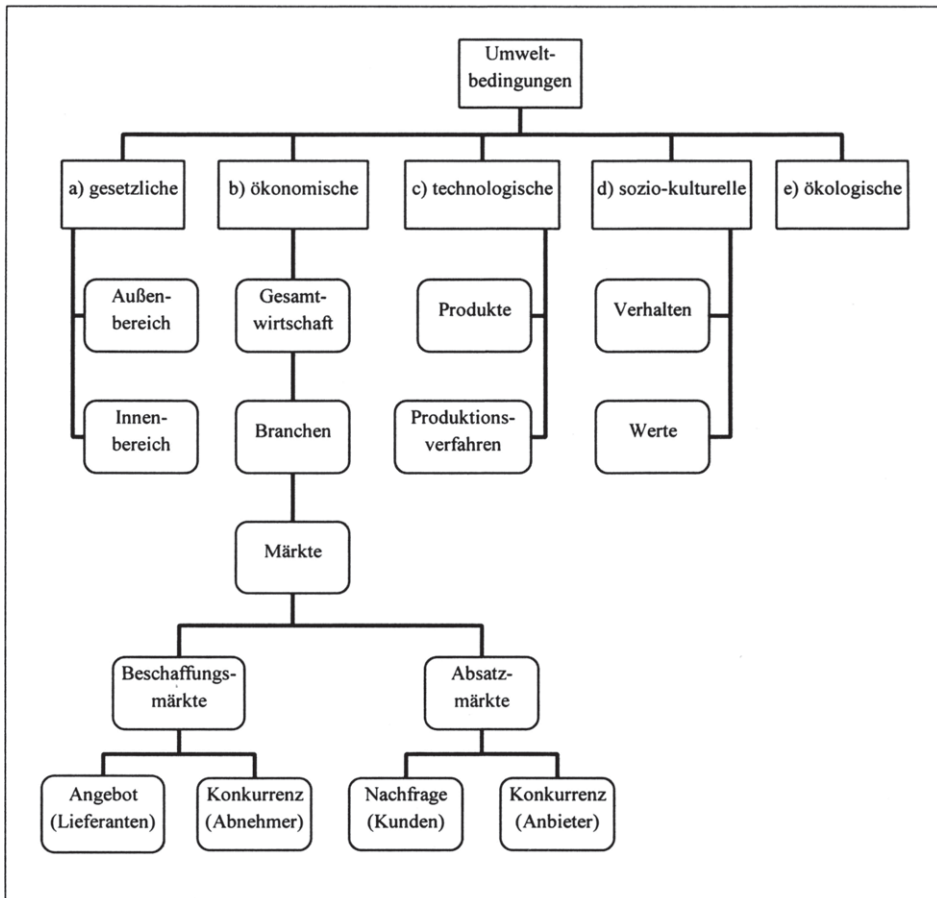 Umwelt-
bedingungen
a) gesetzliche
b) ökonomische
c) technologische
d) sozio-kulturelle
e) ökologische
Außen-
bereich
Gesamt-
wirtschaft
Produkte
Verhalten
Innen-
bereich
Branchen
Produktions-
verfahren
Werte
Märkte
Beschaffungs-
märkte
Absatz-
märkte
Angebot
(Lieferanten)
Konkurrenz
(Abnehmer)
Nachfrage
(Kunden)
Konkurrenz
(Anbieter)